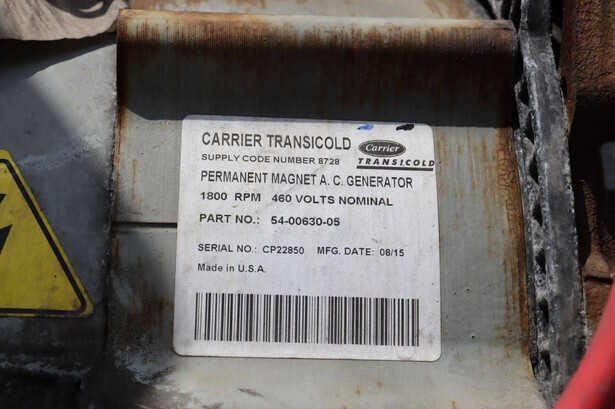 CARRIER TRANSICOLD
SUPPLY CODE NUMBER 8728
Carrier
TRANSICOLD
PERMANENT MAGNET A. C. GENERATOR
1800 RPM 460 VOLTS NOMINAL
PART NO.: 54-00630-05
SERIAL NO.: CP22850 MFG. DATE: 08/15
Made in U.S.A.